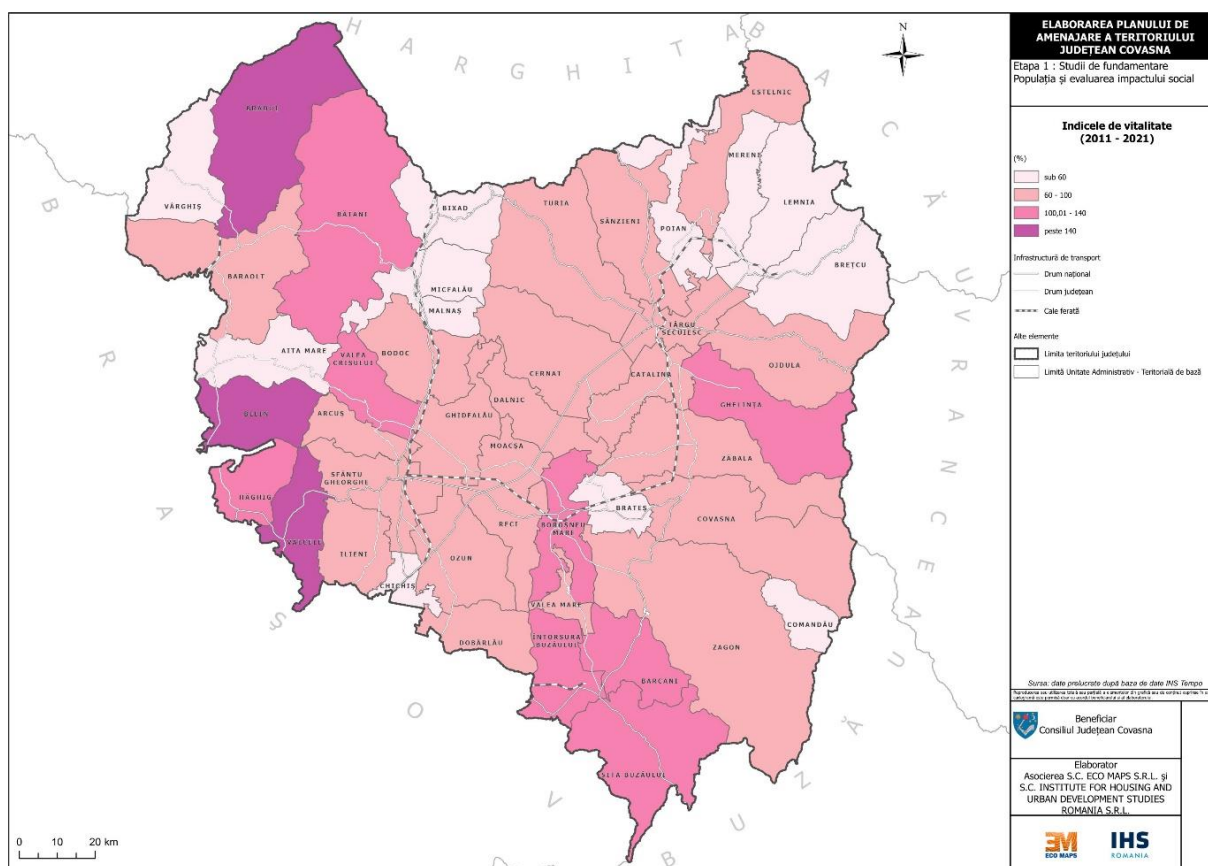 HARGHITA
BACĂU
VRANCEA
BUZĂU
BRAȘOV
N
ESTELNIC
BRADUȚ
MERENI
LEMNIA
VÂRGHIȘ
BĂȚANI
BIXAD
TURIA
SÂNZIENI
POIAN
BREȚCU
BARAOLT
MICFALĂU
MALNAȘ
TÂRGU
SECUIESC
AITA MARE
VALEA
CRIȘULUI
BODOC
CERNAT
CATALINA
OJDULA
DALNIC
GHELINȚA
BELIN
ARCUȘ
GHIDFALĂU
MOACȘA
ZĂBALA
SFÂNTU
GHEORGHE
HĂGHIG
BRATEȘ
COVASNA
RECI
BOROȘNEU
MARE
VÂLCELE
ILIENI
OZUN
CHICHIȘ
VALEA MARE
COMANDĂU
DOBÂRLĂU
ÎNTORSURA
BUZĂULUI
ZAGON
BARCANI
SITA BUZĂULUI
0 10 20 km
ELABORAREA PLANULUI DE
AMENAJARE A TERITORIULUI
JUDEȚEAN COVASNA
Etapa 1 : Studii de fundamentare
Populația și evaluarea impactului social
Indicele de vitalitate
(2011 - 2021)
(%)
sub 60
60 - 100
100,01 - 140
peste 140
Infrastructură de transport
Drum național
Drum județean
Cale ferată
Alte elemente
Limita teritoriului județului
Limită Unitate Administrativ - Teritorială de bază
Sursa: date prelucrate după baza de date INS Tempo
Beneficiar
Consiliul Județean Covasna
Elaborator
Asocierea S.C. ECO MAPS S.R.L. și
S.C. INSTITUTE FOR HOUSING AND
URBAN DEVELOPMENT STUDIES
ROMANIA S.R.L.
EM
ECO MAPS
IHS
ROMANIA